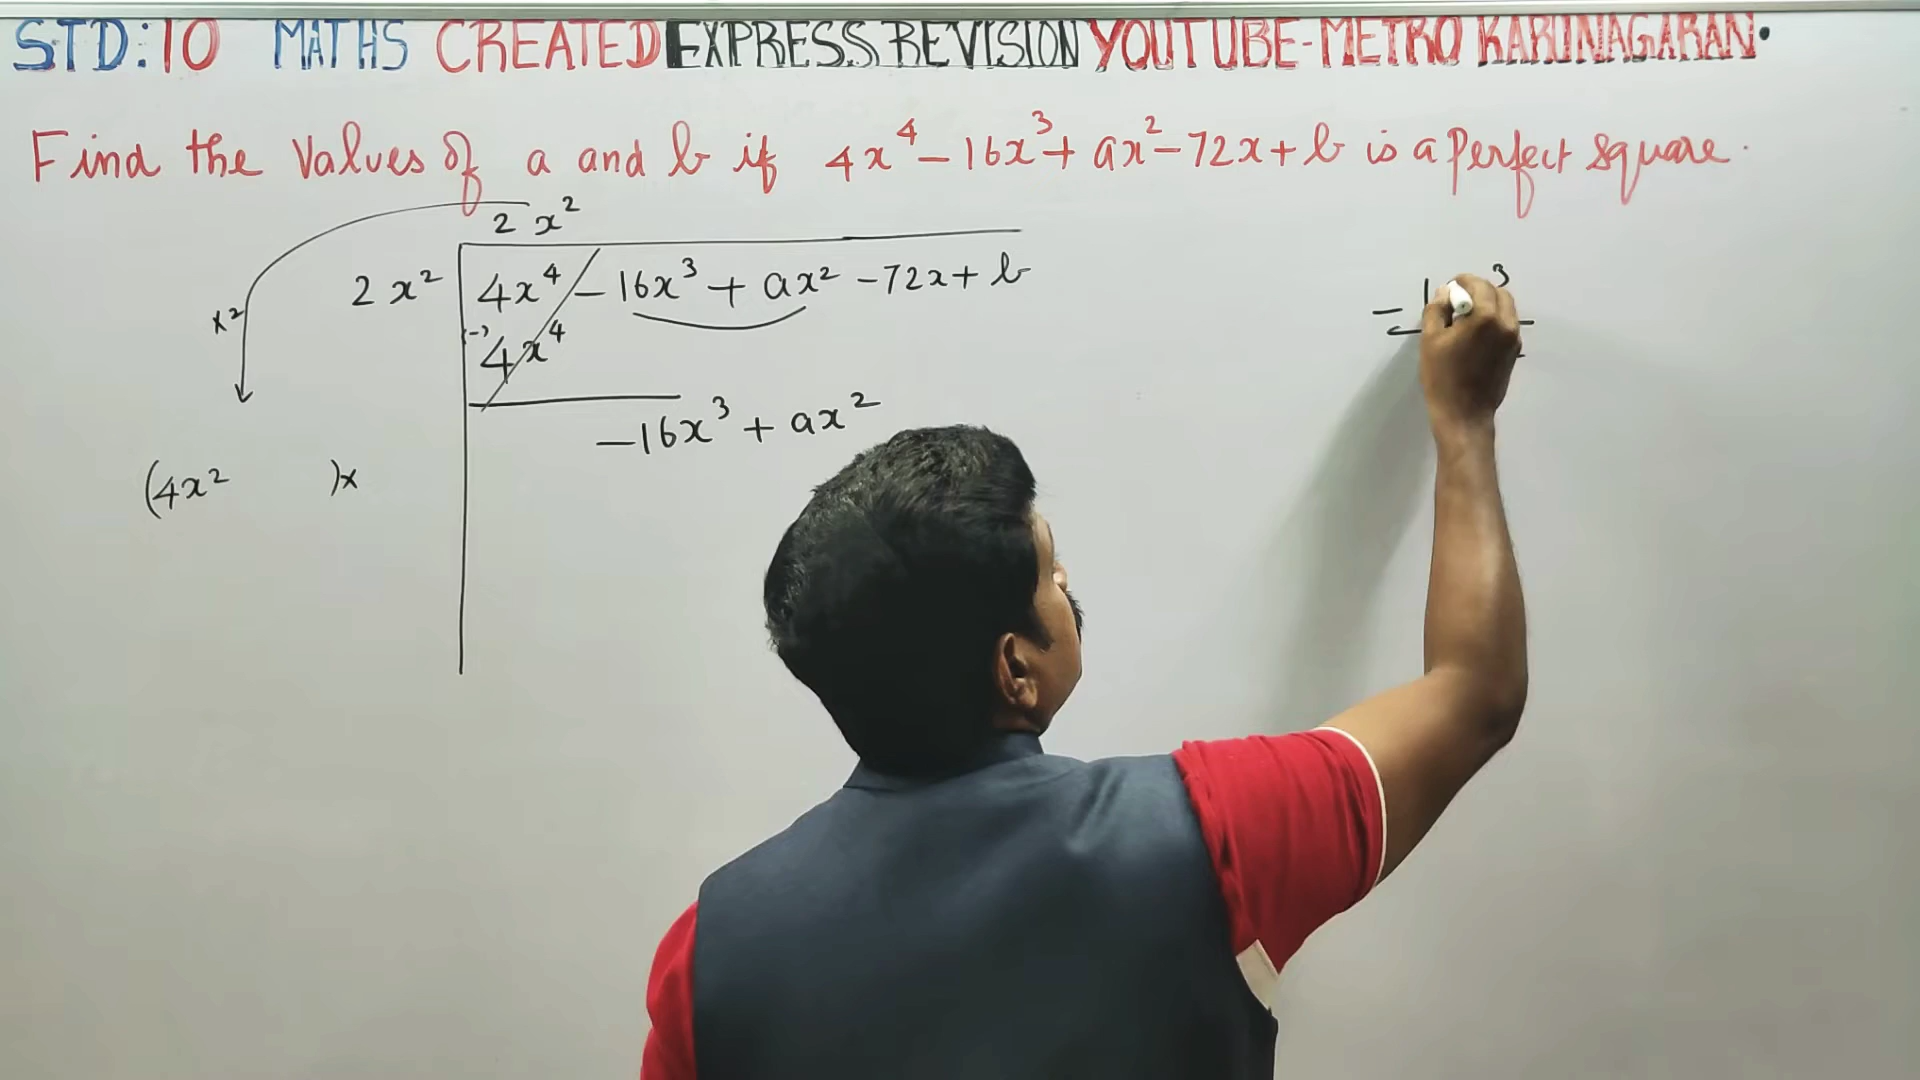 STD:10 MATHS CREATED EXPRESS REVISION YOUTUBE-METRO KARUNAGARAN.
Find the values of a and b if 4x⁴ - 16x³ + ax² - 72x + b is a perfect square.
2x²
2x² 4x⁴ - 16x³ + ax² - 72x + b
x2
(-) 4x⁴
-16x³ + ax²
(4x² )x